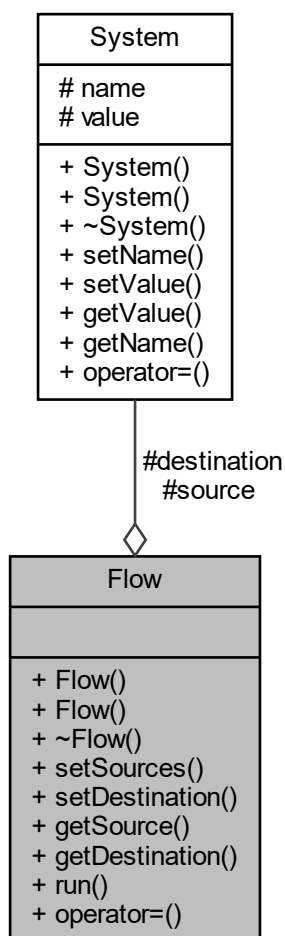 System
# name
# value
+ System()
+ System()
+ ~System()
+ setName()
+ setValue()
+ getValue()
+ getName()
+ operator=()
#destination
#source
Flow
+ Flow()
+ Flow()
+ ~Flow()
+ setSources()
+ setDestination()
+ getSource()
+ getDestination()
+ run()
+ operator=()